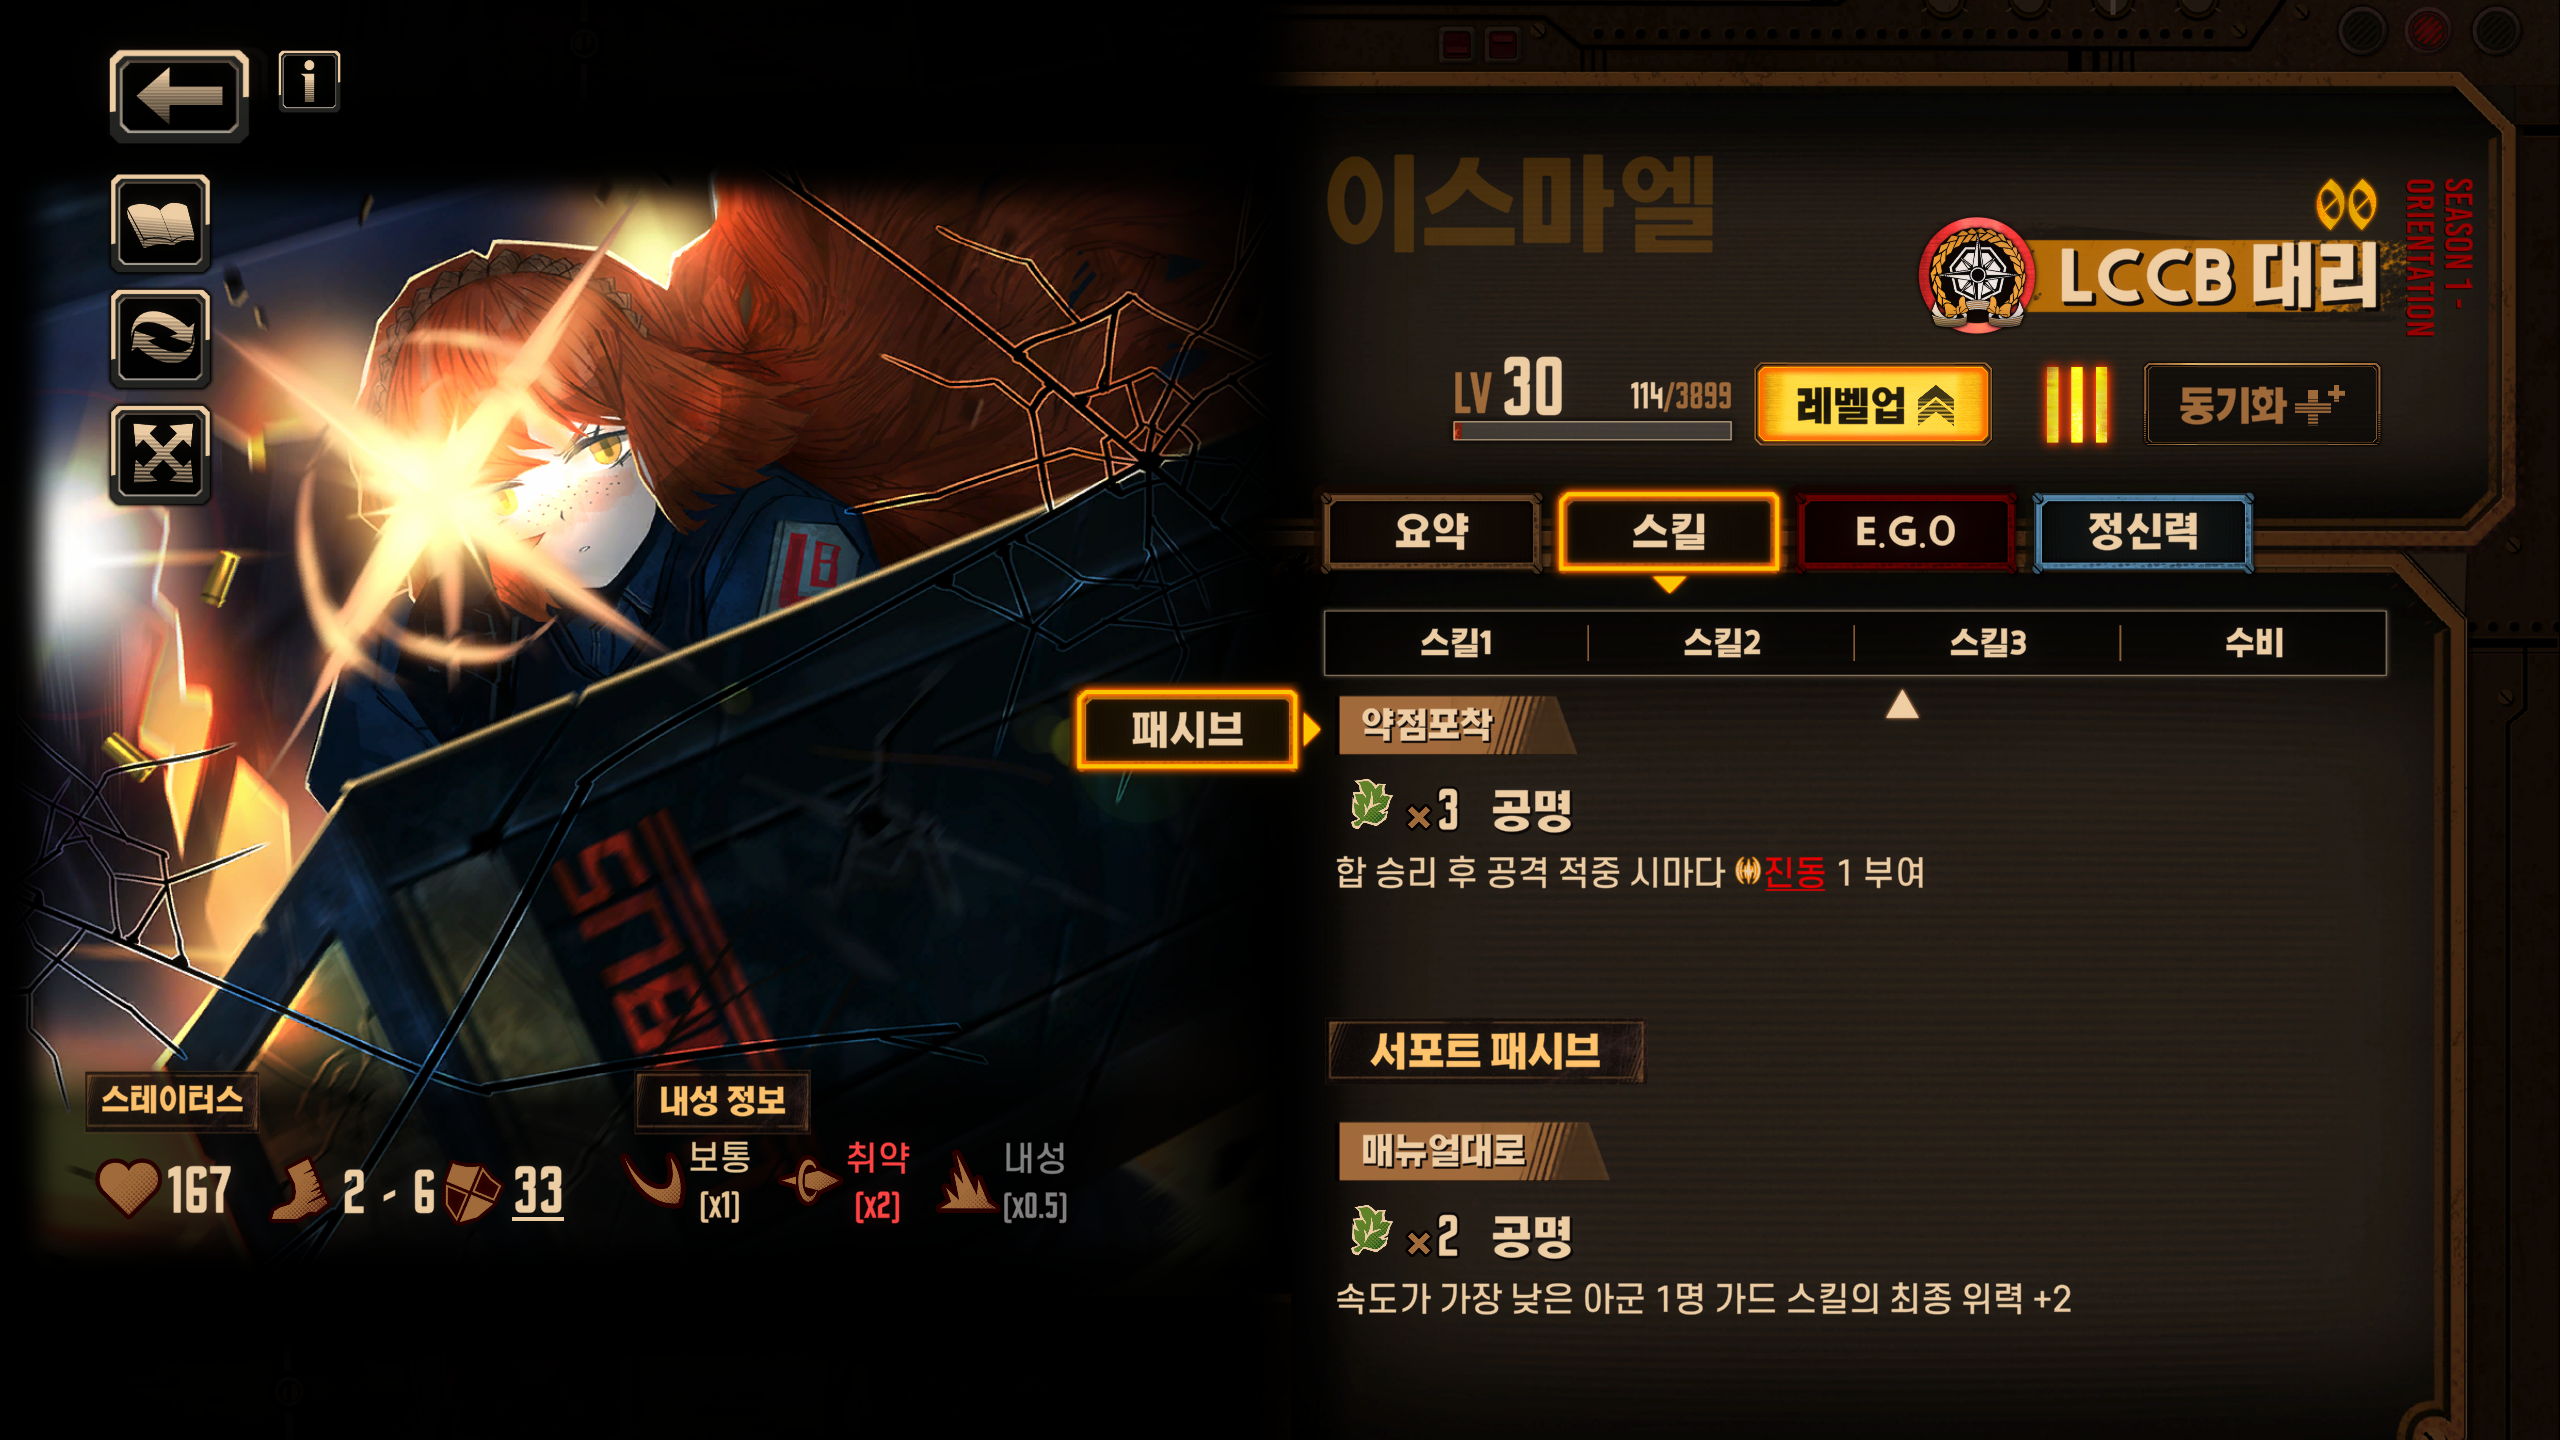 이스마엘
SEASON 1 -
ORIENTATION
LCCB 대리
LV 30
114/3899
레벨업
동기화
요약
스킬
E.G.O
정신력
스킬1
스킬2
스킬3
수비
패시브
약점포착
×3 공명
합 승리 후 공격 적중 시마다 진동 1 부여
서포트 패시브
매뉴얼대로
×2 공명
속도가 가장 낮은 아군 1명 가드 스킬의 최종 위력 +2
스테이터스
167
2 - 6
33
내성 정보
보통
[x1]
취약
[x2]
내성
[x0.5]